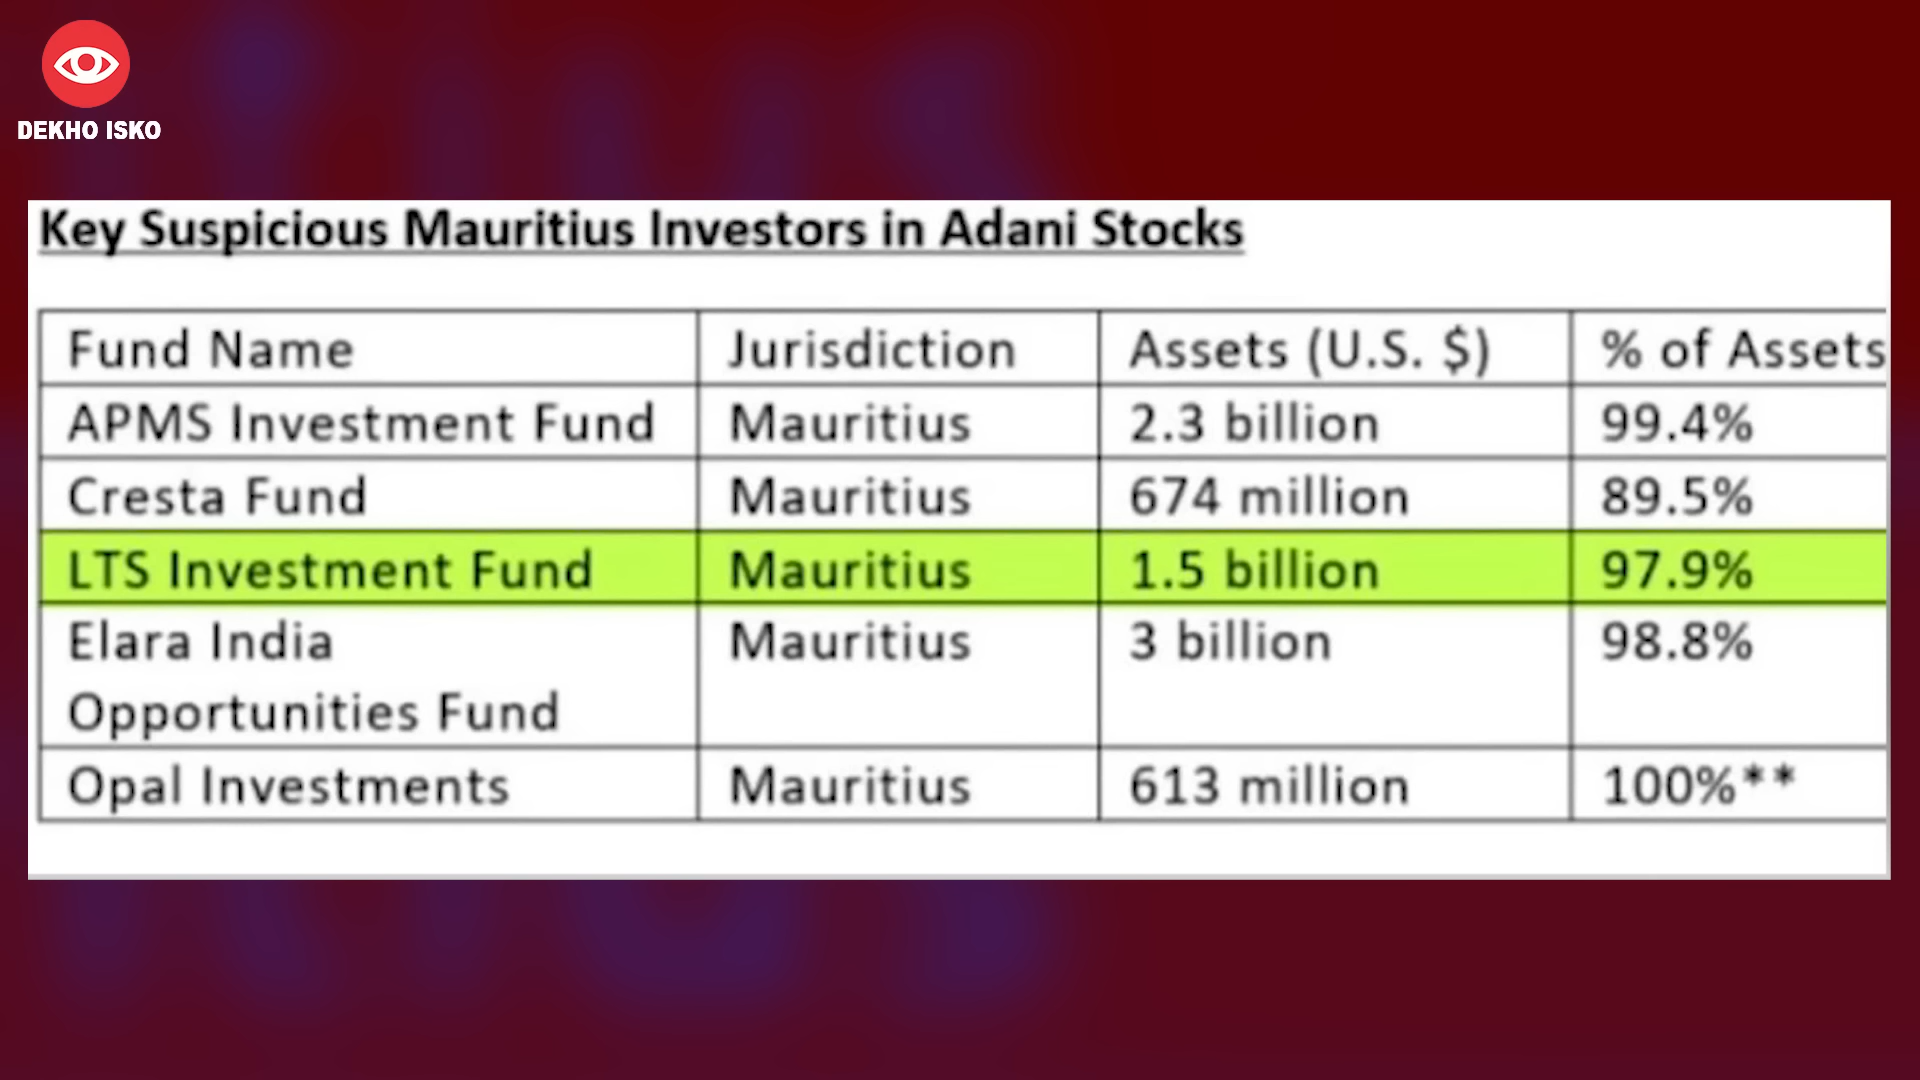 DEKHO ISKO
Key Suspicious Mauritius Investors in Adani Stocks
Fund Name Jurisdiction Assets (U.S. $) % of Assets
APMS Investment Fund Mauritius 2.3 billion 99.4%
Cresta Fund Mauritius 674 million 89.5%
LTS Investment Fund Mauritius 1.5 billion 97.9%
Elara India Mauritius 3 billion 98.8%
Opportunities Fund
Opal Investments Mauritius 613 million 100%**